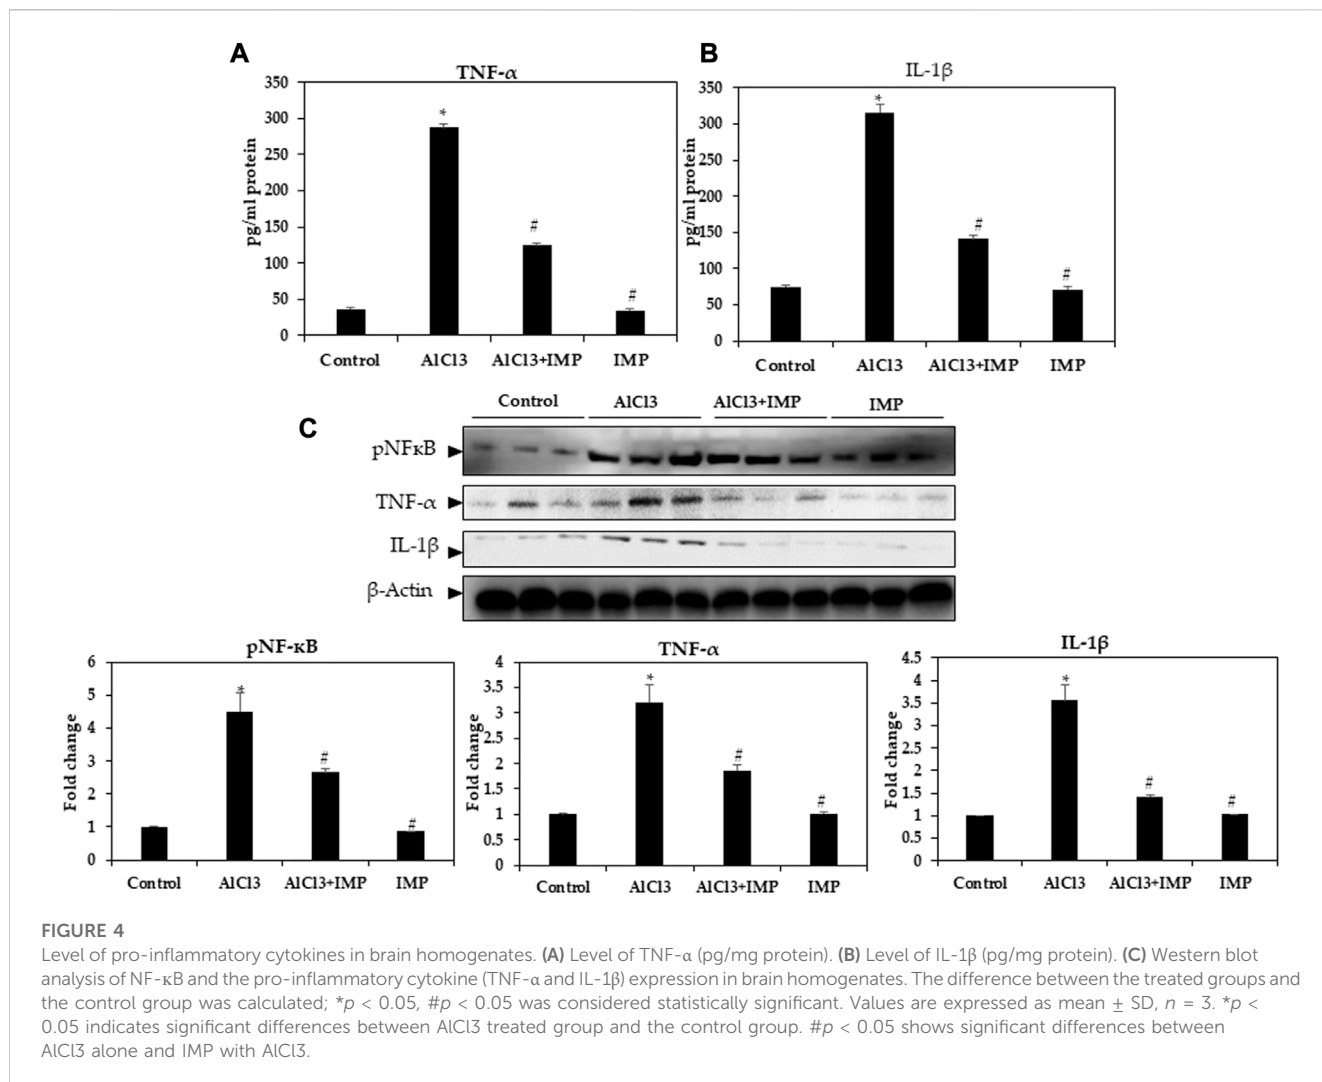 A
TNF-α
pg/ml protein
350
300
250
200
150
100
50
0
*
#
#
Control AlCl3 AlCl3+IMP IMP
B
IL-1β
pg/ml protein
350
300
250
200
150
100
50
0
*
#
#
Control AlCl3 AlCl3+IMP IMP
C
Control AlCl3 AlCl3+IMP IMP
pNFκB
TNF-α
IL-1β
β-Actin
pNF-κB
Fold change
6
5
4
3
2
1
0
*
#
#
Control AlCl3 AlCl3+IMP IMP
TNF-α
Fold change
4
3.5
3
2.5
2
1.5
1
0.5
0
*
#
#
Control AlCl3 AlCl3+IMP IMP
IL-1β
Fold change
4.5
4
3.5
3
2.5
2
1.5
1
0.5
0
*
#
#
Control AlCl3 AlCl3+IMP IMP
FIGURE 4
Level of pro-inflammatory cytokines in brain homogenates. (A) Level of TNF-α (pg/mg protein). (B) Level of IL-1β (pg/mg protein). (C) Western blot
analysis of NF-κB and the pro-inflammatory cytokine (TNF-α and IL-1β) expression in brain homogenates. The difference between the treated groups and
the control group was calculated; *p < 0.05, #p < 0.05 was considered statistically significant. Values are expressed as mean ± SD, n = 3. *p <
0.05 indicates significant differences between AlCl3 treated group and the control group. #p < 0.05 shows significant differences between
AlCl3 alone and IMP with AlCl3.